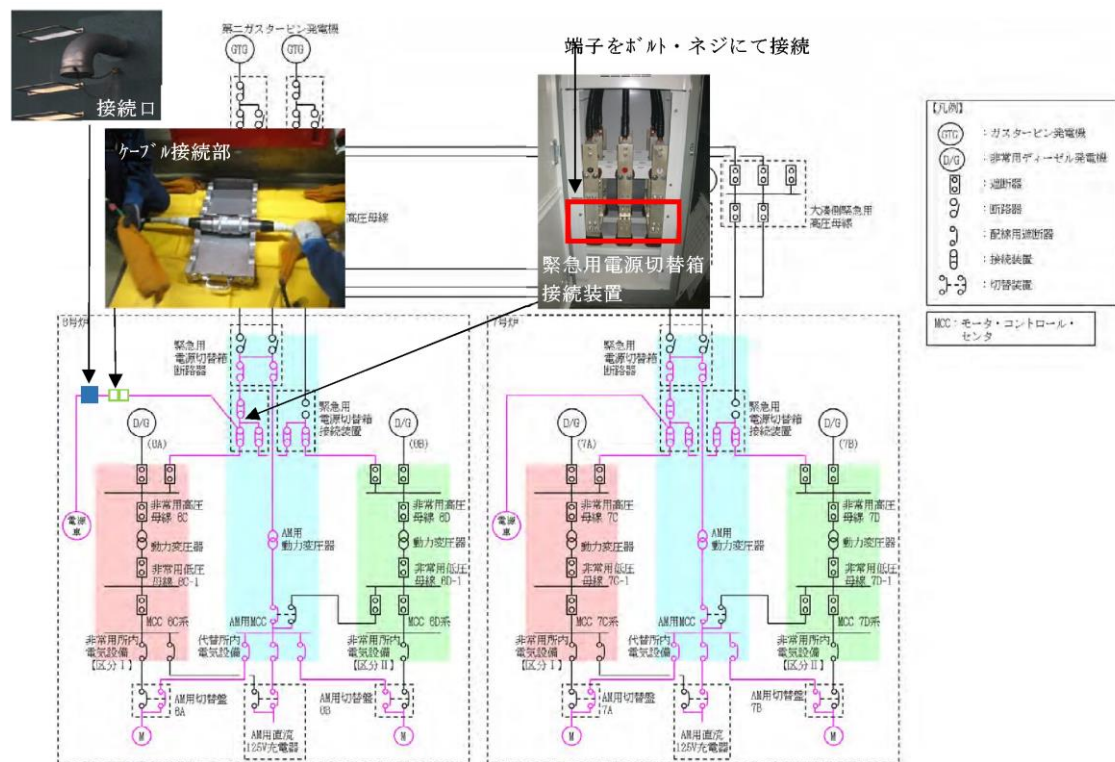 第二ガスタービン発電機
GTG
GTG
接続口
ケーブル接続部
高圧母線
端子をボルト・ネジにて接続
緊急用電源切替箱
接続装置
大湊側緊急用
高圧母線
【凡例】
GTG
：ガスタービン発電機
D/G
：非常用ディーゼル発電機
：遮断器
：断路器
：配線用遮断器
：接続装置
：切替装置
MCC：モータ・コントロール・
センタ
6号炉
緊急用
電源切替箱
断路器
緊急用
電源切替箱
接続装置
D/G
(6A)
D/G
(6B)
電源
車
非常用高圧
母線 6C
動力変圧器
非常用低圧
母線 6C-1
MCC 6C系
非常用所内
電気設備
【区分Ⅰ】
AM用
動力変圧器
AM用MCC
代替所内
電気設備
非常用高圧
母線 6D
動力変圧器
非常用低圧
母線 6D-1
MCC 6D系
非常用所内
電気設備
【区分Ⅱ】
AM用切替盤
6A
AM用切替盤
6B
M
AM用直流
125V充電器
M
7号炉
緊急用
電源切替箱
断路器
緊急用
電源切替箱
接続装置
D/G
(7A)
D/G
(7B)
電源
車
非常用高圧
母線 7C
動力変圧器
非常用低圧
母線 7C-1
MCC 7C系
非常用所内
電気設備
【区分Ⅰ】
AM用
動力変圧器
AM用MCC
代替所内
電気設備
非常用高圧
母線 7D
動力変圧器
非常用低圧
母線 7D-1
MCC 7D系
非常用所内
電気設備
【区分Ⅱ】
AM用切替盤
7A
AM用切替盤
7B
M
AM用直流
125V充電器
M